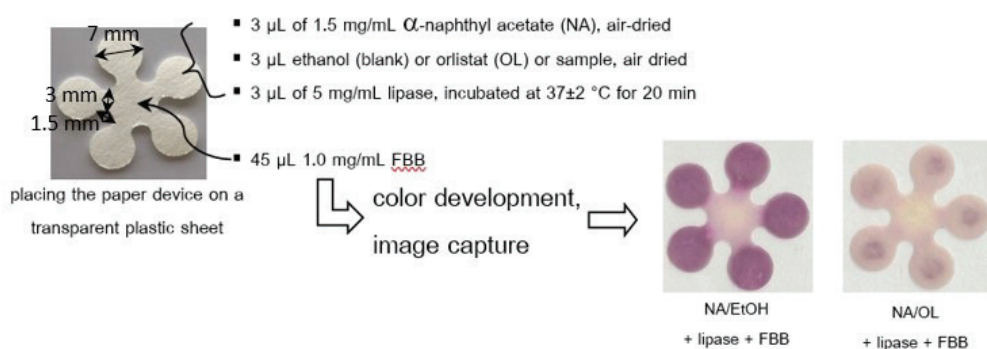 7 mm
3 mm
1.5 mm
▪ 3 µL of 1.5 mg/mL α-naphthyl acetate (NA), air-dried
▪ 3 µL ethanol (blank) or orlistat (OL) or sample, air dried
▪ 3 µL of 5 mg/mL lipase, incubated at 37±2 °C for 20 min
▪ 45 µL 1.0 mg/mL FBB
placing the paper device on a
transparent plastic sheet
color development,
image capture
NA/EtOH
+ lipase + FBB
NA/OL
+ lipase + FBB